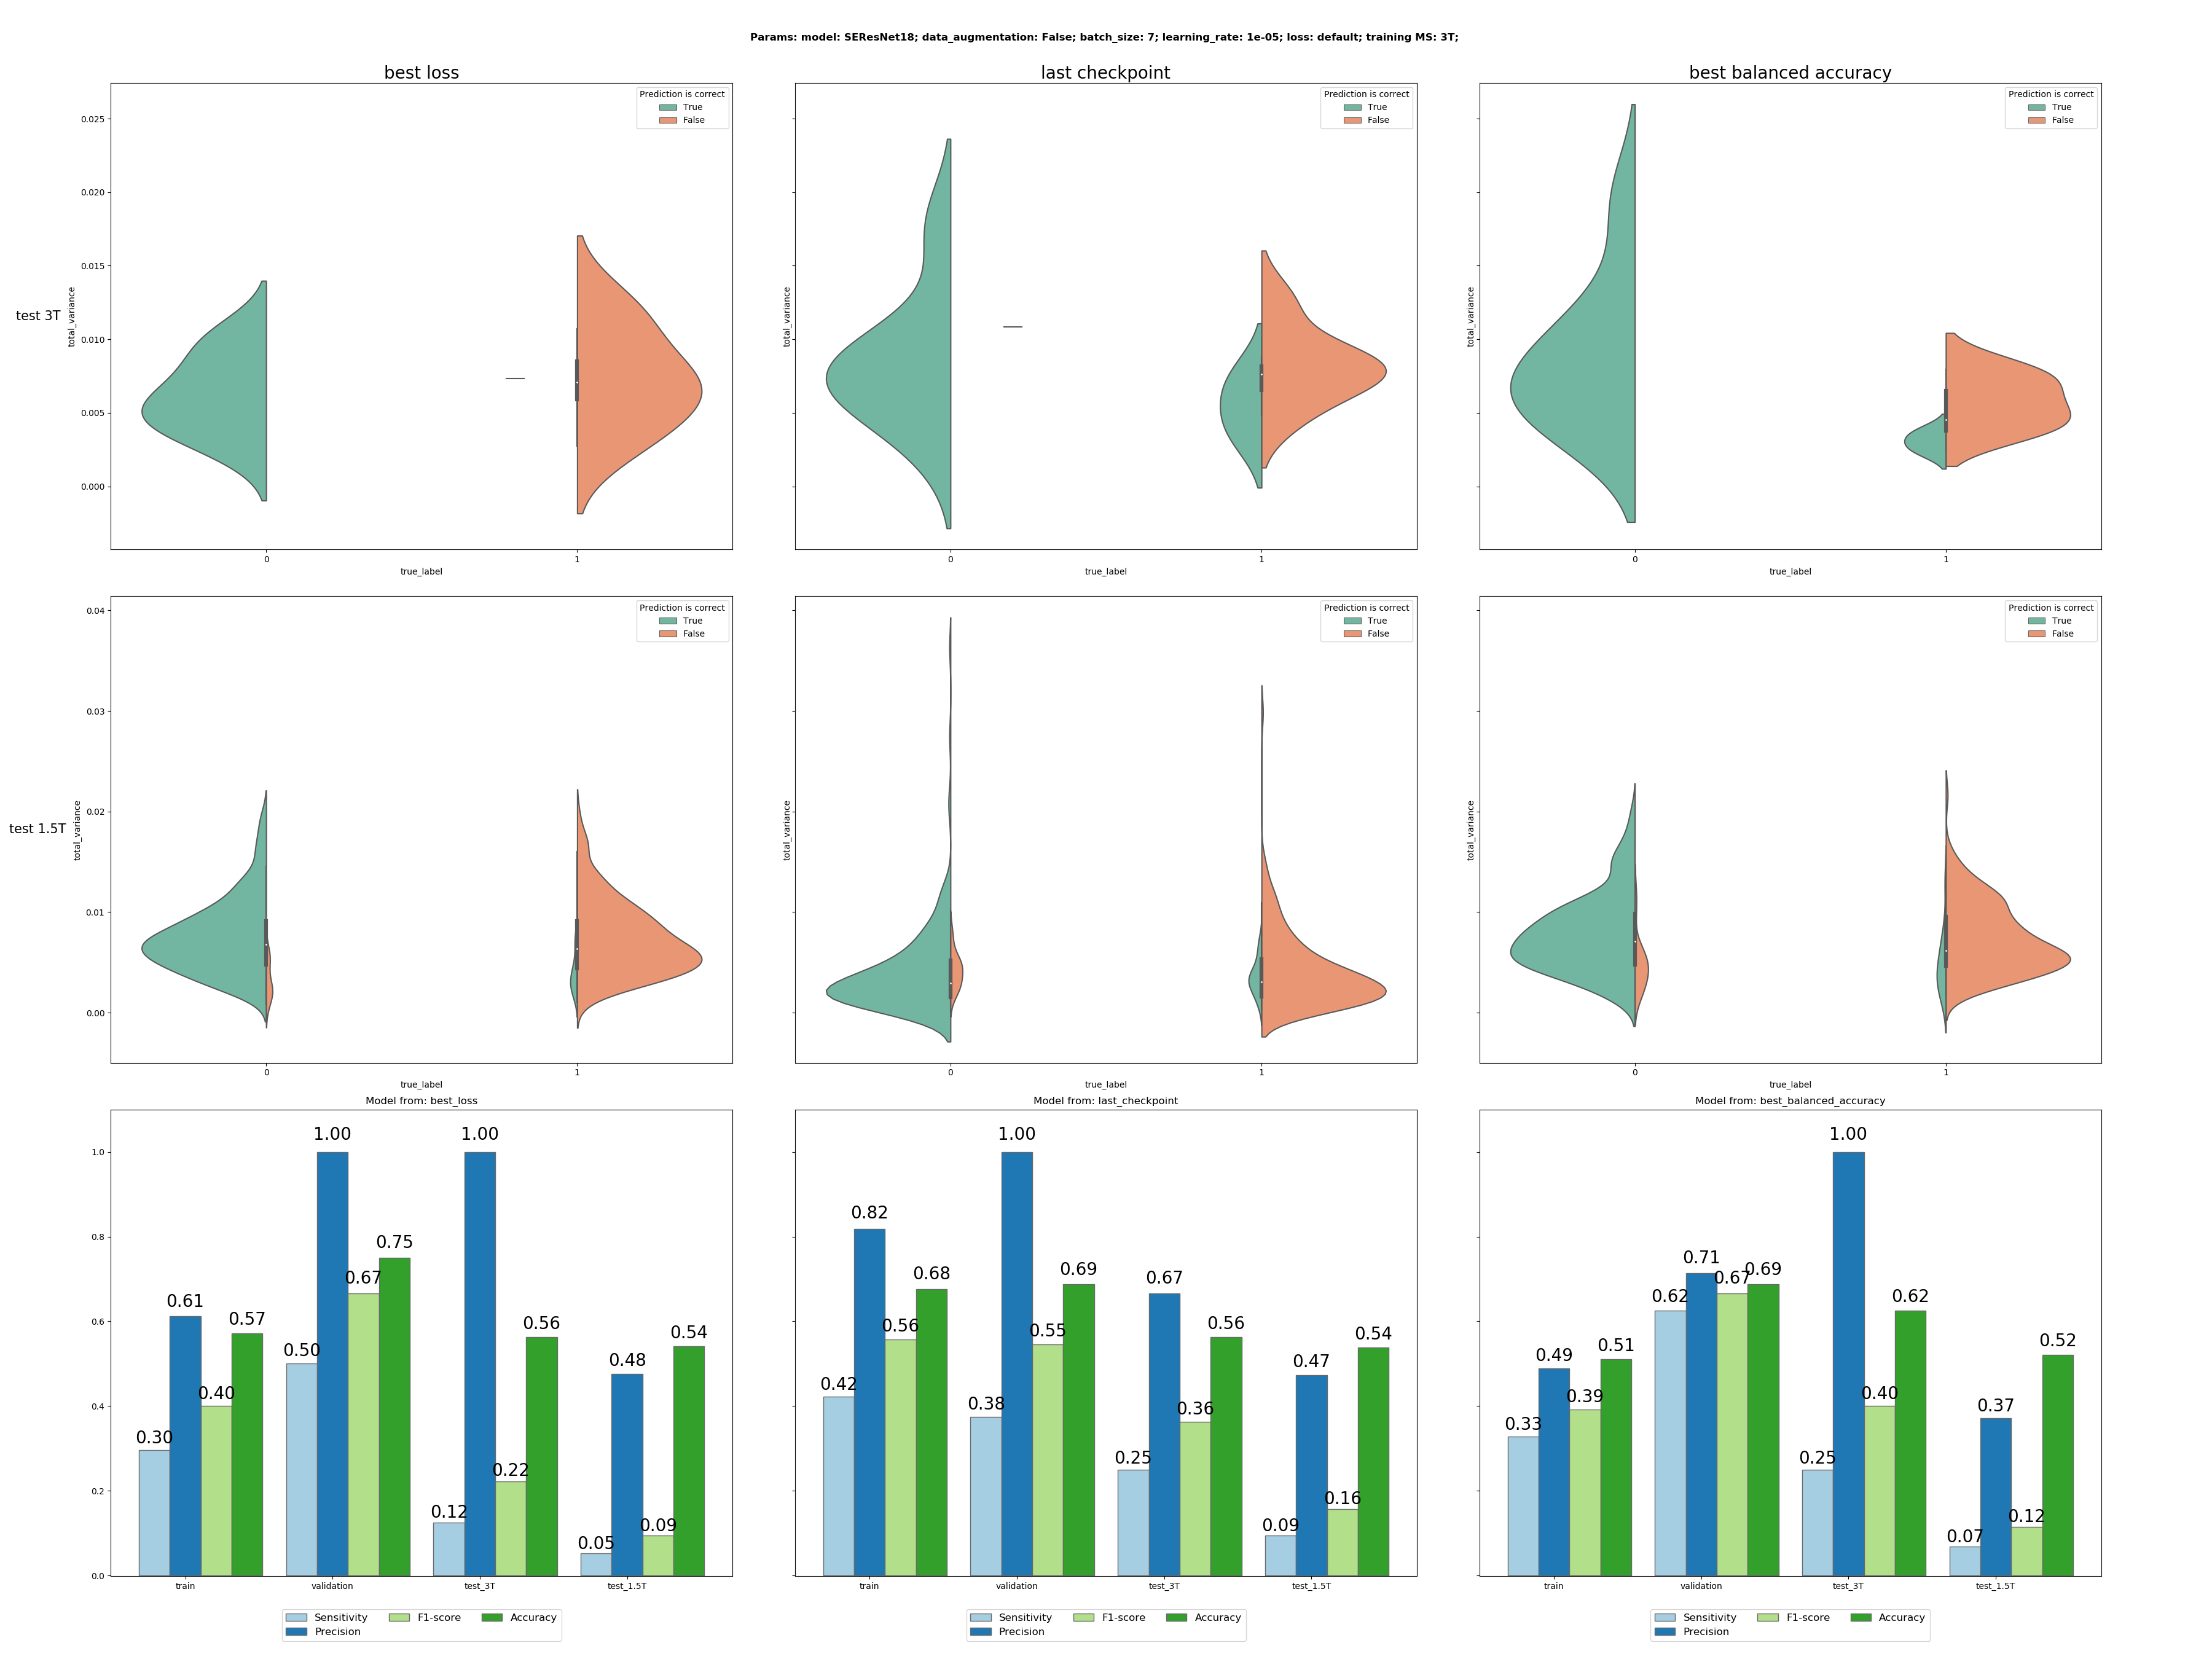 Params: model: SEResNet18; data_augmentation: False; batch_size: 7; learning_rate: 1e-05; loss: default; training MS: 3T;
best loss
last checkpoint
best balanced accuracy
test 3T
total_variance
0.025
0.020
0.015
0.010
0.005
0.000
Prediction is correct
True
False
0
1
true_label
total_variance
Prediction is correct
True
False
0
1
true_label
total_variance
Prediction is correct
True
False
0
1
true_label
test 1.5T
total_variance
0.04
0.03
0.02
0.01
0.00
Prediction is correct
True
False
0
1
true_label
total_variance
Prediction is correct
True
False
0
1
true_label
total_variance
Prediction is correct
True
False
0
1
true_label
Model from: best_loss
1.0
0.8
0.6
0.4
0.2
0.0
0.30
0.61
0.40
0.57
0.50
1.00
0.67
0.75
0.12
1.00
0.22
0.56
0.05
0.48
0.09
0.54
train
validation
test_3T
test_1.5T
Sensitivity
Precision
F1-score
Accuracy
Model from: last_checkpoint
0.42
0.82
0.56
0.68
0.38
1.00
0.55
0.69
0.25
0.67
0.36
0.56
0.09
0.47
0.16
0.54
train
validation
test_3T
test_1.5T
Sensitivity
Precision
F1-score
Accuracy
Model from: best_balanced_accuracy
0.33
0.49
0.39
0.51
0.62
0.71
0.67
0.69
0.25
1.00
0.40
0.62
0.07
0.37
0.12
0.52
train
validation
test_3T
test_1.5T
Sensitivity
Precision
F1-score
Accuracy